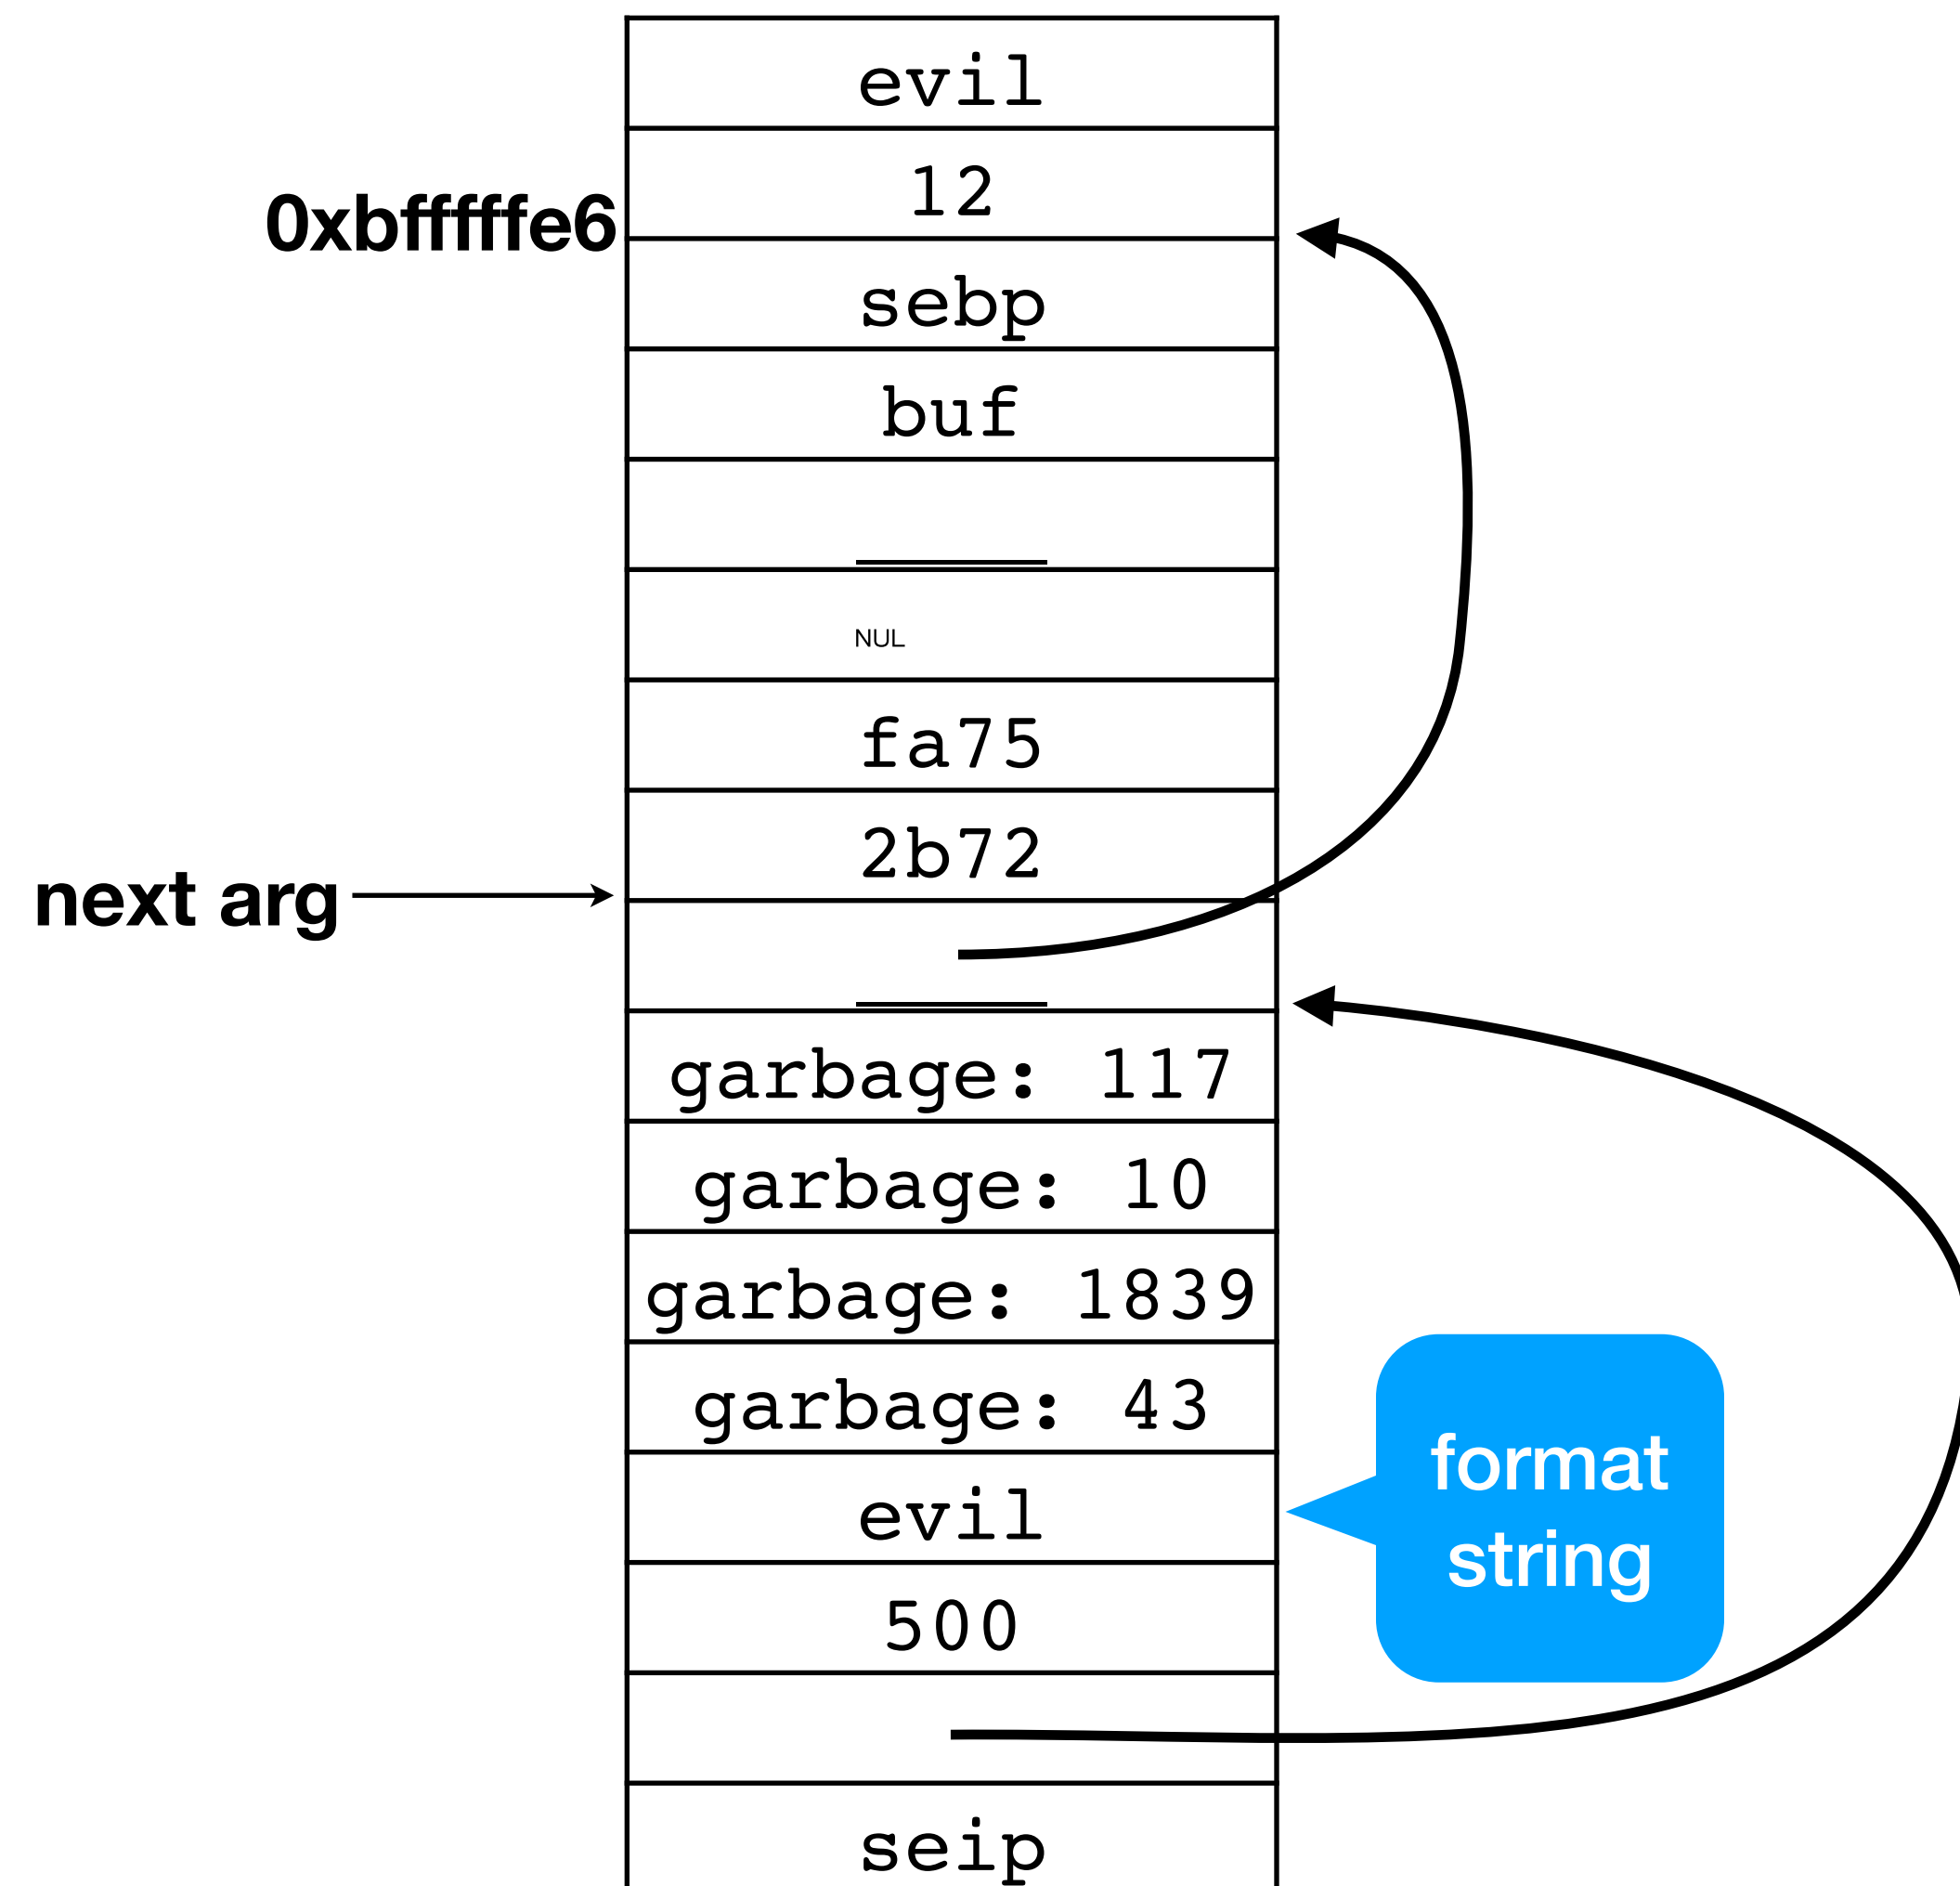 evil
12
0xbfffffe6
sebp
buf
NUL
fa75
2b72
next arg
garbage: 117
garbage: 10
garbage: 1839
garbage: 43
evil
format
string
500
seip